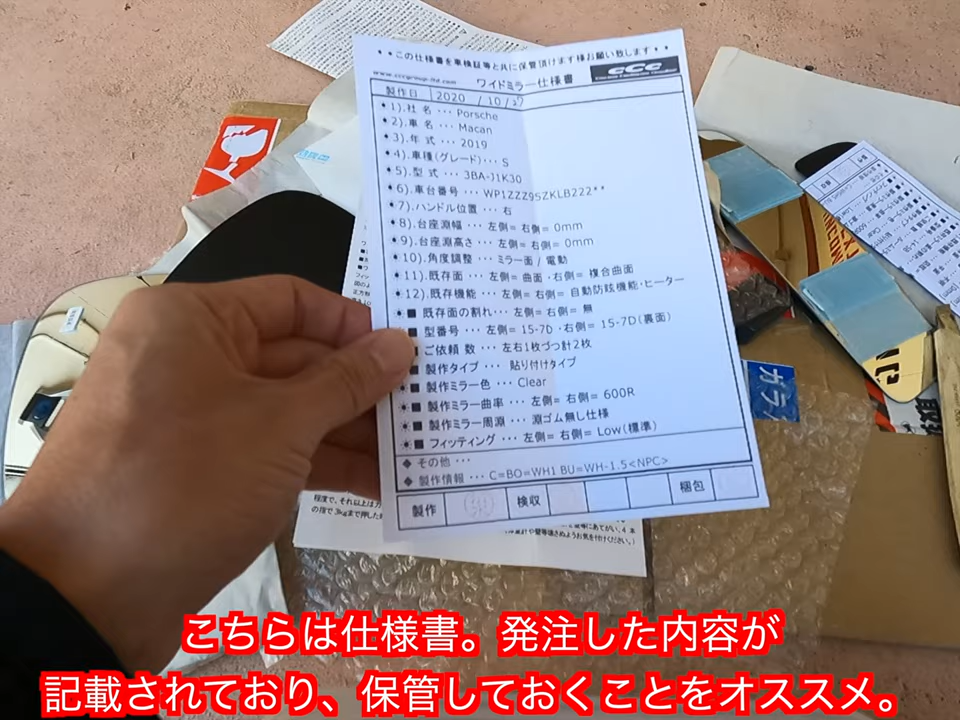 ＊＊この仕様書を車検証等と共に保管頂けます様お願い致します＊＊
www.cccgroup-ltd.com
ワイドミラー仕様書
CCC
製作日 2020 / 10 / 27
1).社 名 ・・・ Porsche
2).車 名 ・・・ Macan
3).年 式 ・・・ 2019
4).車種(グレード)・・・ S
5).型 式 ・・・ 3BA-J1K30
6).車台番号 ・・・ WP1ZZZ95ZKLB222**
7).ハンドル位置 ・・・ 右
8).台座淵幅 ・・・ 左側= 右側= 0mm
9).台座淵高さ ・・・ 左側= 右側= 0mm
10).角度調整 ・・・ ミラー面 / 電動
11).既存面 ・・・ 左側= 曲面 ・右側= 複合曲面
12).既存機能 ・・・ 左側= 右側= 自動防眩機能・ヒーター
■ 既存面の割れ ・・・ 左側= 右側= 無
■ 型番号 ・・・ 左側= 15-7b ・右側= 15-7D(裏面)
■ ご依頼 数 ・・・ 左右1枚づつ計2枚
■ 製作タイプ ・・・ 貼り付けタイプ
■ 製作ミラー色 ・・・ Clear
■ 製作ミラー曲率 ・・・ 左側= 右側= 600R
■ 製作ミラー周淵 ・・・ 淵ゴム無し仕様
■ フィッティング ・・・ 左側= 右側= Low(標準)
◆ その他 ・・・
◆ 製作情報 ・・・ C=BO=WH1 BU=WH-1.5<NPC>
製作 検収 梱包
ガラ
こちらは仕様書。発注した内容が
記載されており、保管しておくことをオススメ。